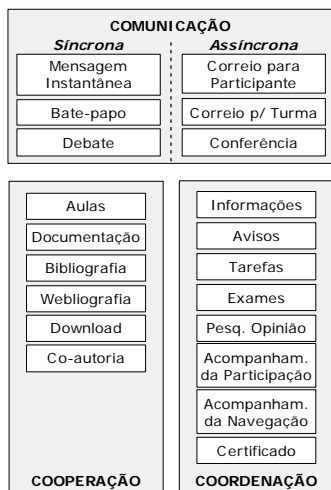 COMUNICAÇÃO
Síncrona
Mensagem
Instantânea
Bate-papo
Debate
Assíncrona
Correio para
Participante
Correio p/ Turma
Conferência
Aulas
Documentação
Bibliografia
Webliografia
Download
Co-autoria
COOPERAÇÃO
Informações
Avisos
Tarefas
Exames
Pesq. Opinião
Acompanham.
da Participação
Acompanham.
da Navegação
Certificado
COORDENAÇÃO